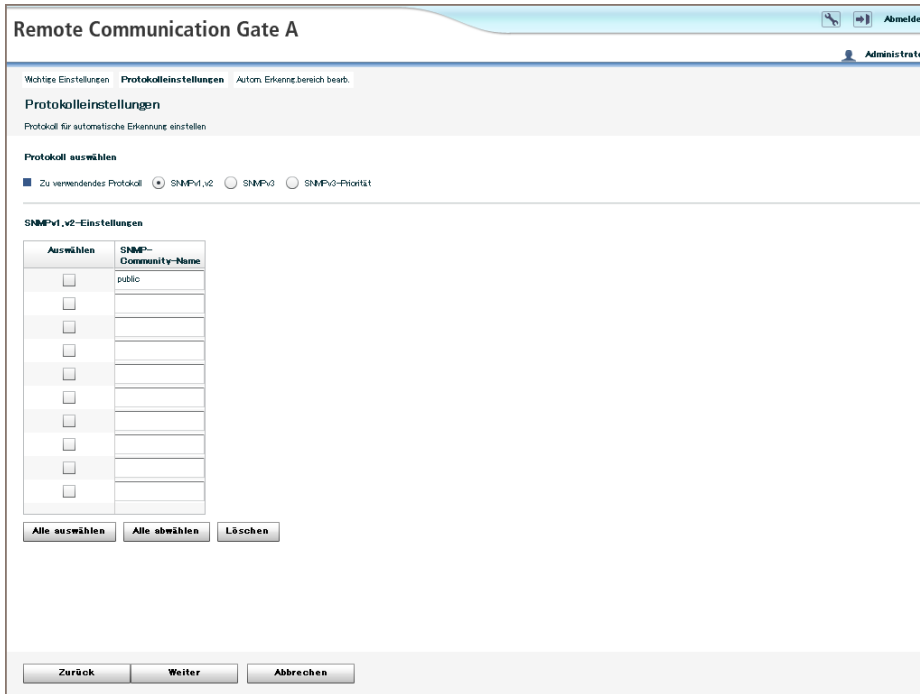 Remote Communication Gate A
Abmelde
Administrato
Wichtige Einstellungen Protokolleinstellungen Autom. Erkenng.bereich bearb.
Protokolleinstellungen
Protokoll für automatische Erkennung einstellen
Protokoll auswählen
Zu verwendendes Protokoll SNMPv1,v2 SNMPv3 SNMPv3-Priorität
SNMPv1,v2-Einstellungen
Auswählen SNMP-
Community-Name
public
Alle auswählen Alle abwählen Löschen
Zurück Weiter Abbrechen